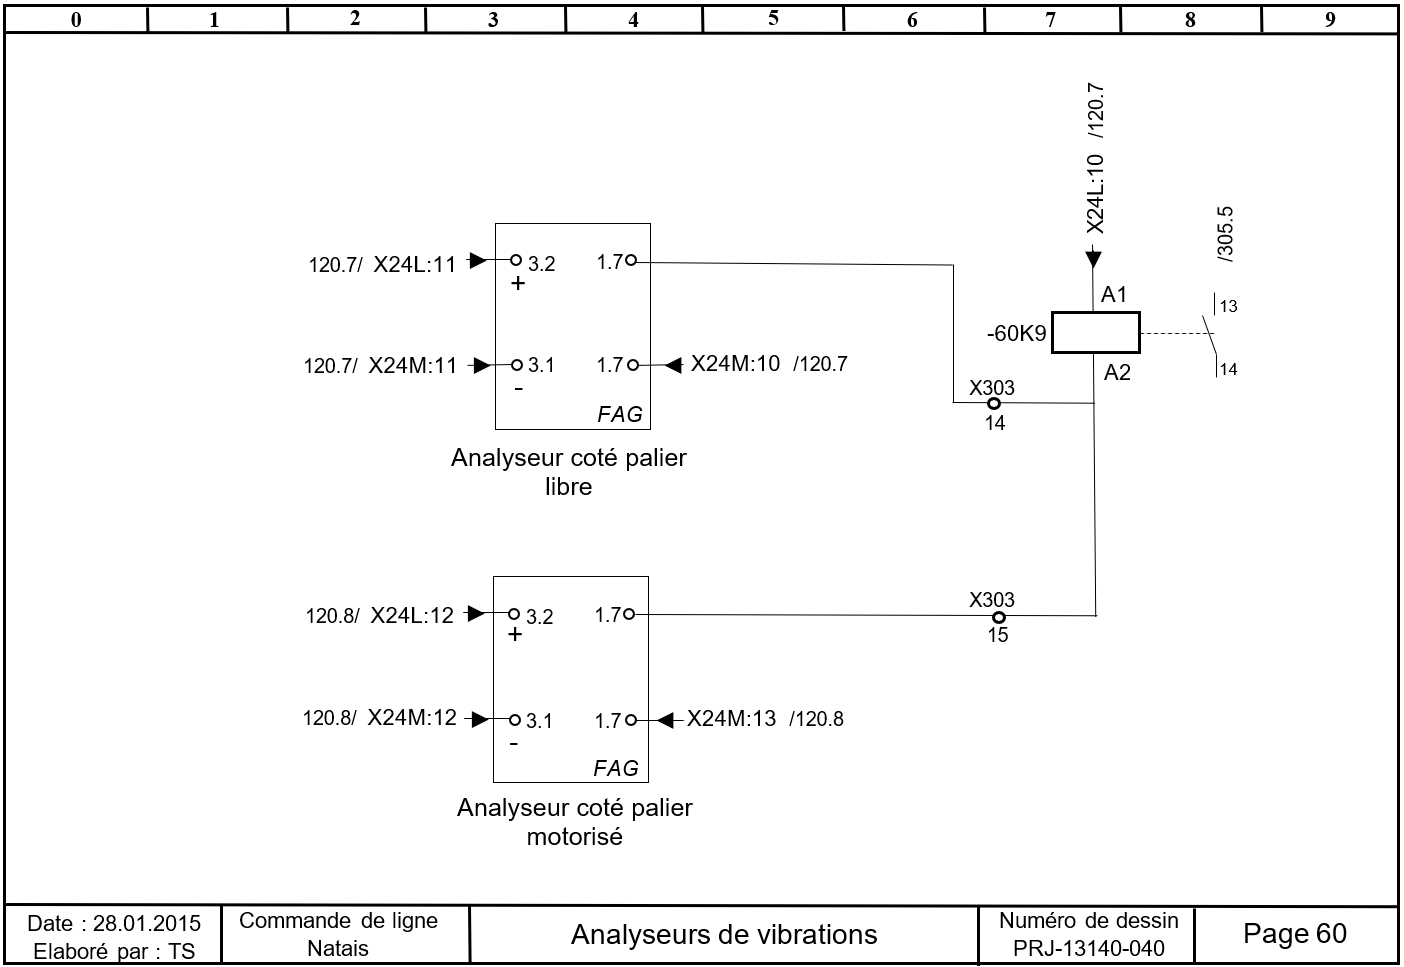 0 1 2 3 4 5 6 7 8 9
X24L:10 /120.7
/305.5
120.7/ X24L:11
3.2
+
1.7
A1
13
-60K9
120.7/ X24M:11
3.1
-
1.7
X24M:10 /120.7
A2
14
X303
14
FAG
Analyseur coté palier
libre
X303
15
120.8/ X24L:12
3.2
+
1.7
120.8/ X24M:12
3.1
-
1.7
X24M:13 /120.8
FAG
Analyseur coté palier
motorisé
Date : 28.01.2015
Elaboré par : TS
Commande de ligne
Natais
Analyseurs de vibrations
Numéro de dessin
PRJ-13140-040
Page 60